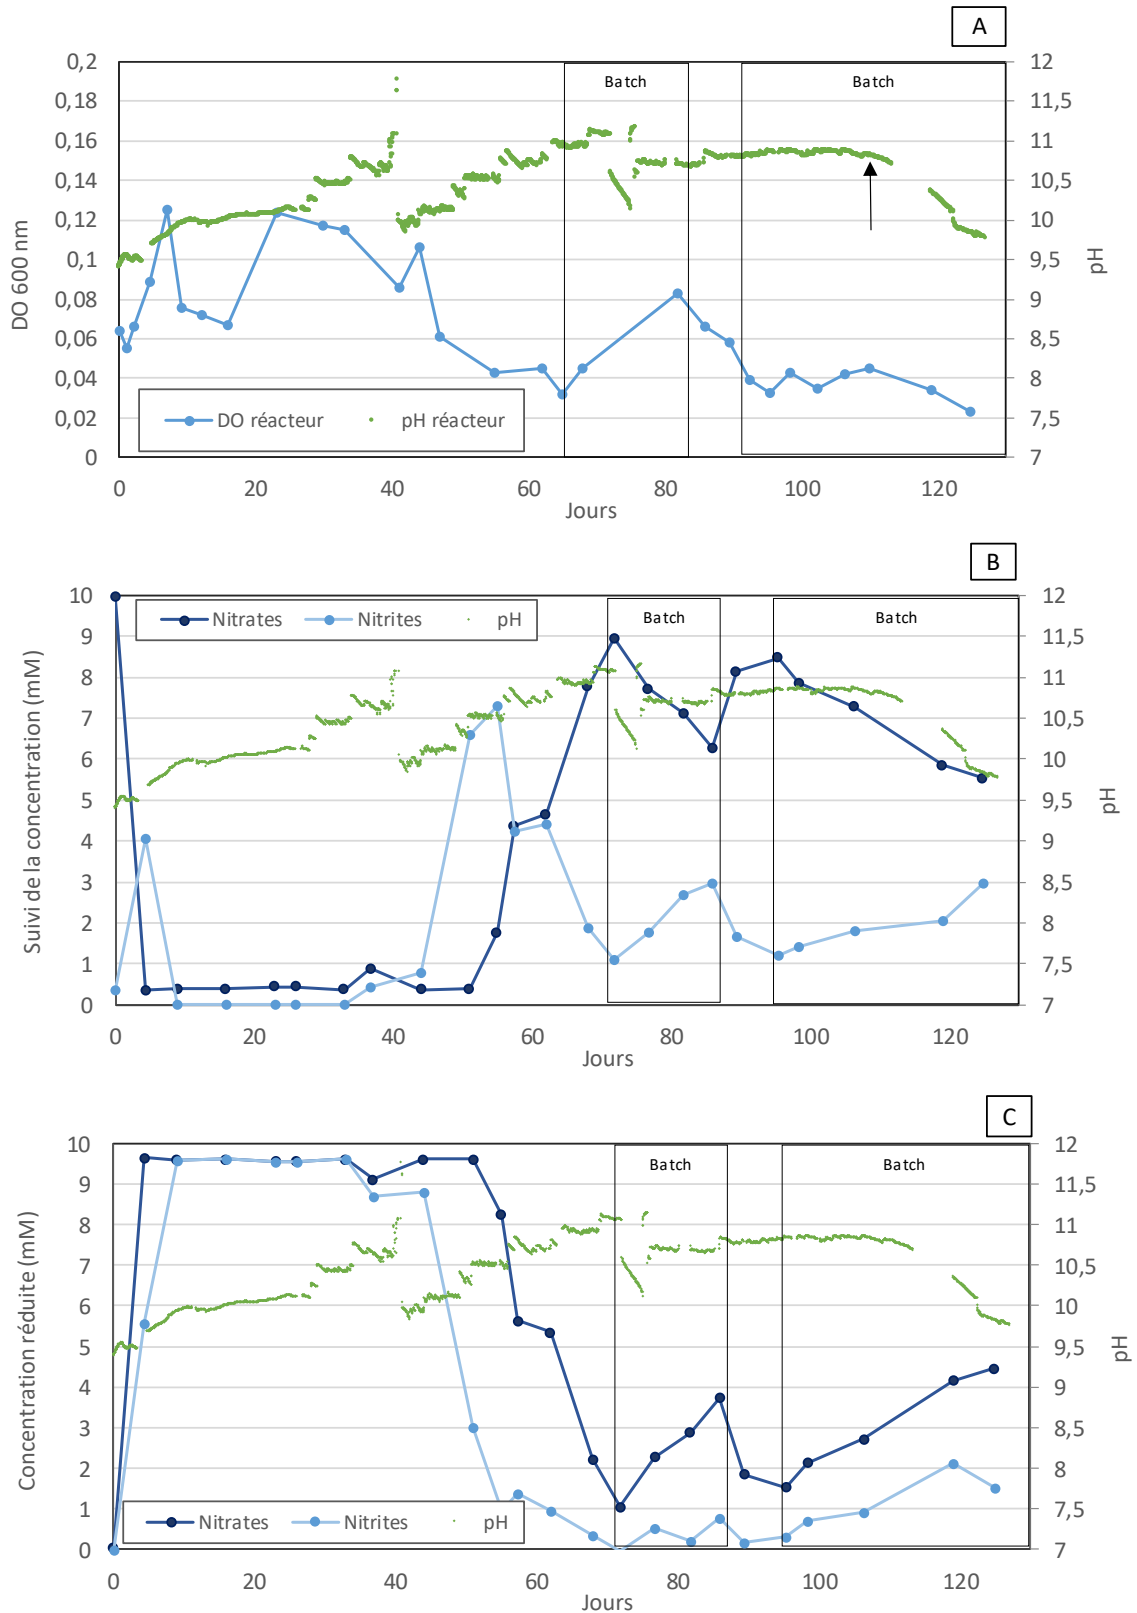 A
0,2
0,18
0,16
0,14
0,12
0,1
0,08
0,06
0,04
0,02
0
DO 600 nm
Batch
Batch
12
11,5
11
10,5
10
9,5
9
8,5
8
7,5
7
pH
DO réacteur
pH réacteur
0 20 40 60 80 100 120
Jours
B
10
9
8
7
6
5
4
3
2
1
0
Suivi de la concentration (mM)
Nitrates
Nitrites
pH
Batch
Batch
12
11,5
11
10,5
10
9,5
9
8,5
8
7,5
7
pH
0 20 40 60 80 100 120
Jours
C
10
9
8
7
6
5
4
3
2
1
0
Concentration réduite (mM)
Batch
Batch
12
11,5
11
10,5
10
9,5
9
8,5
8
7,5
7
pH
Nitrates
Nitrites
pH
0 20 40 60 80 100 120
Jours